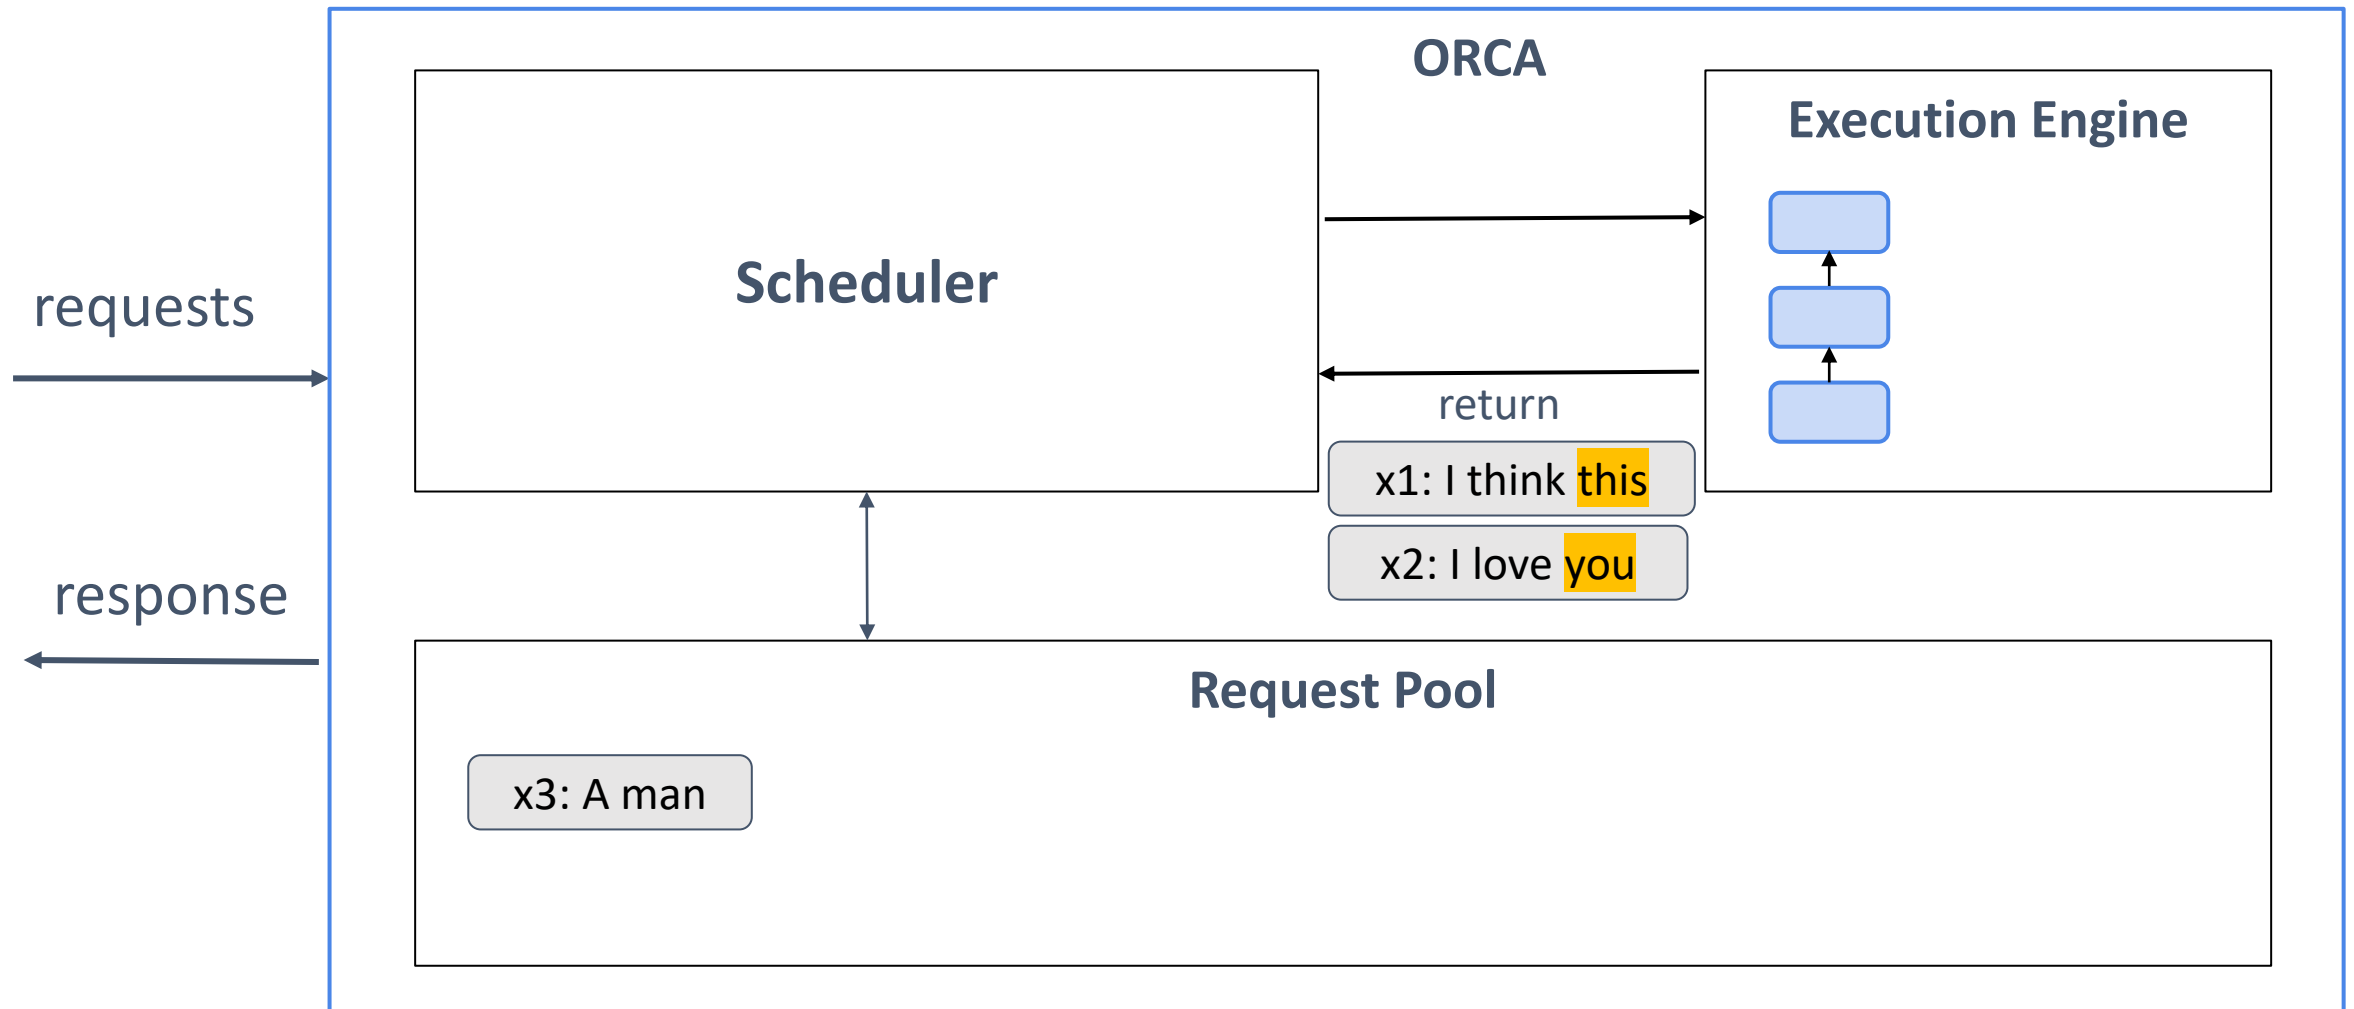 ORCA
Scheduler
Execution Engine
requests
return
x1: I think this
x2: I love you
response
Request Pool
x3: A man